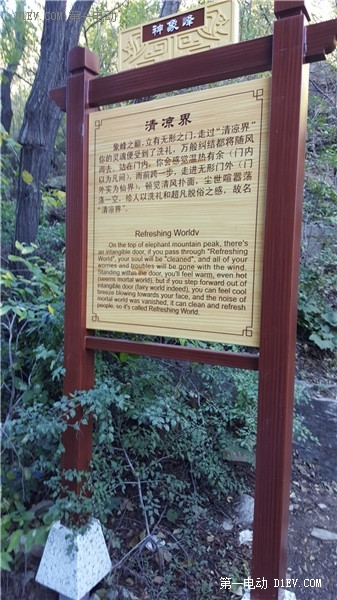 第一电动 D1EV.COM
神象峰
清凉界
象峰之巅，立有无形之门，走过“清凉界”
你的灵魂便受到了洗礼，万般纠结都将随风
而去。站在门内，你会感觉温热有余（门内
以为凡间），而前跨一步，走进无形门外（门
外实为仙界），顿觉清风扑面，尘世喧嚣荡
涤一空，给人以洗礼和超凡脱俗之感，故名
“清凉界”。
Refreshing Worldv
On the top of elephant mountain peak, there's
an intangible door, if you pass through "Refreshing
World", your soul will be "cleaned", and all of your
worries and troubles will be gone with the wind.
Standing within the door, you'll feel warm, even hot
(seems mortal world), but if you step forward out of
intangible door (fairy world indeed), you can feel cool
breeze blowing towards your face, and the noise of
mortal world was vanished, it can clean and refresh
people, so it's called Refreshing World.
第一电动 D1EV.COM